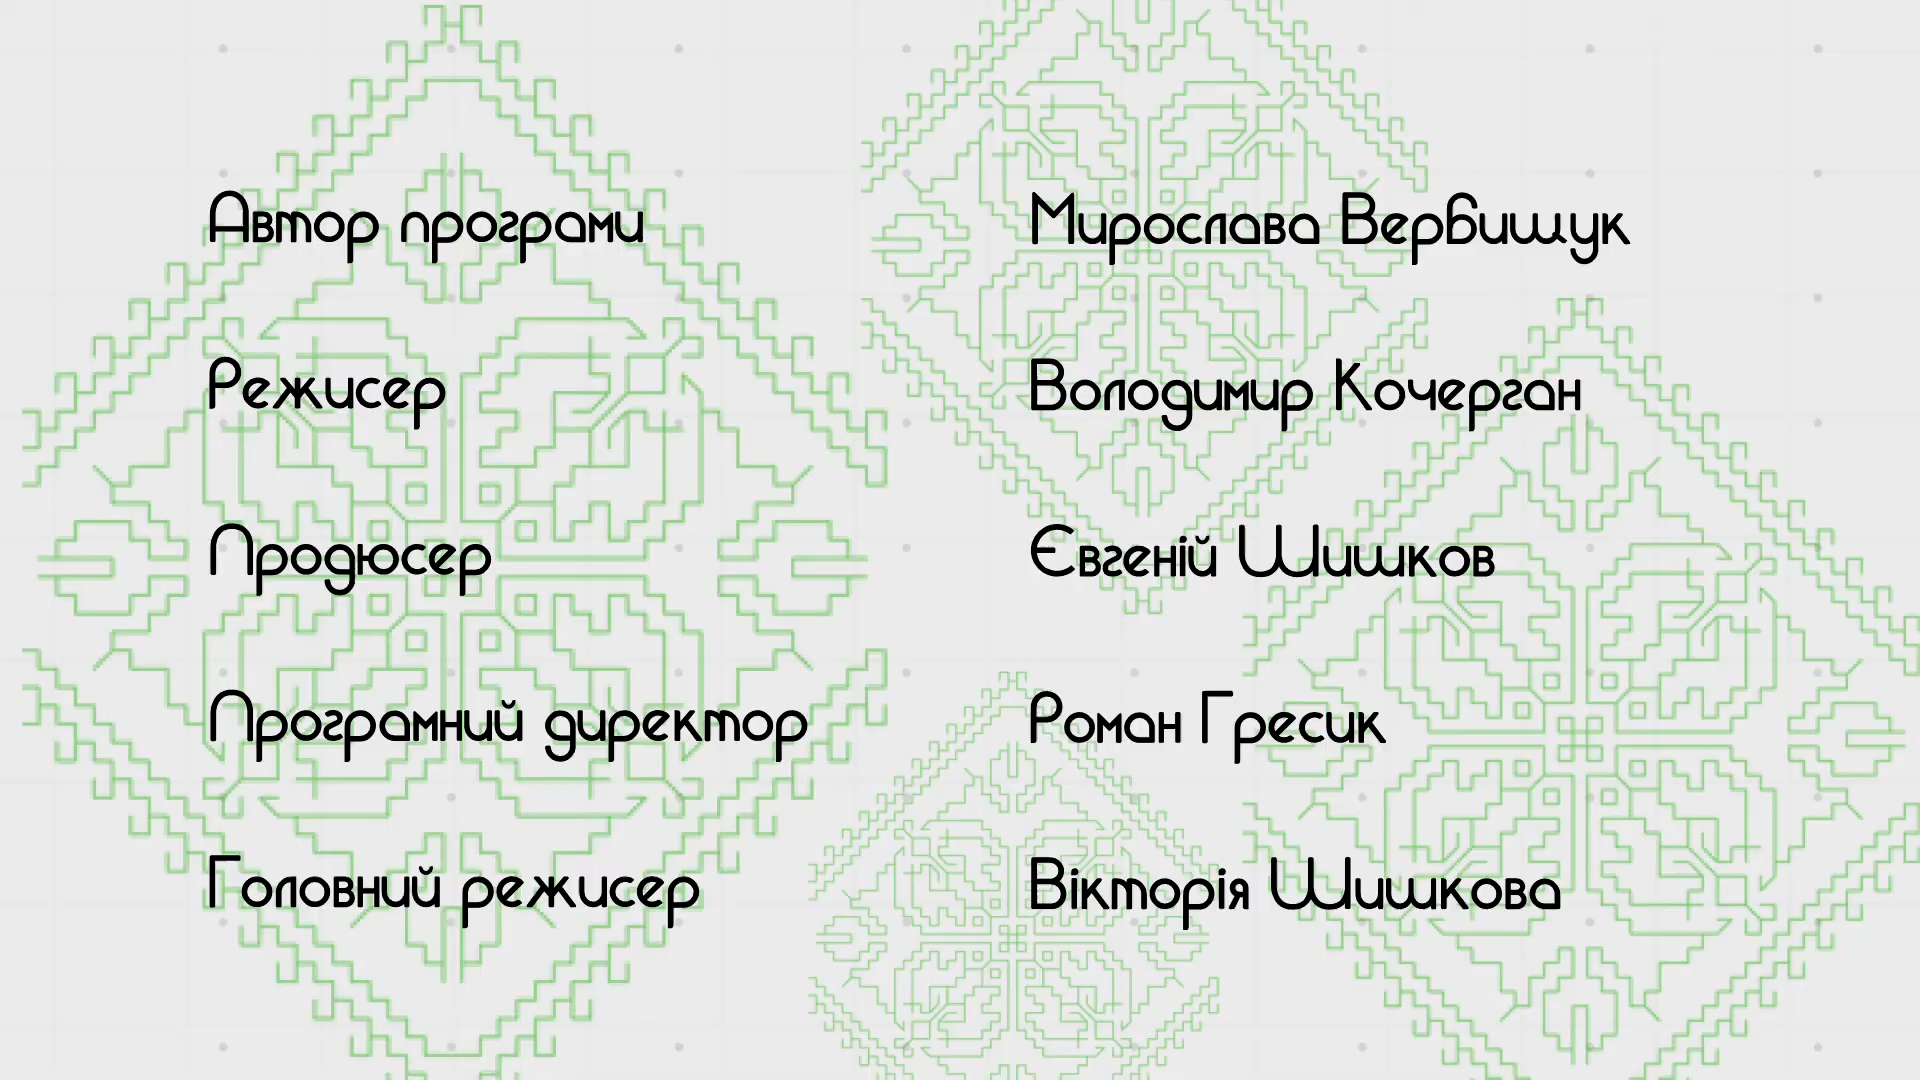 Автор програми Мирослава Вербищук
Режисер Володимир Кочерган
Продюсер Євгеній Шишков
Програмний директор Роман Гресик
Головний режисер Вікторія Шишкова